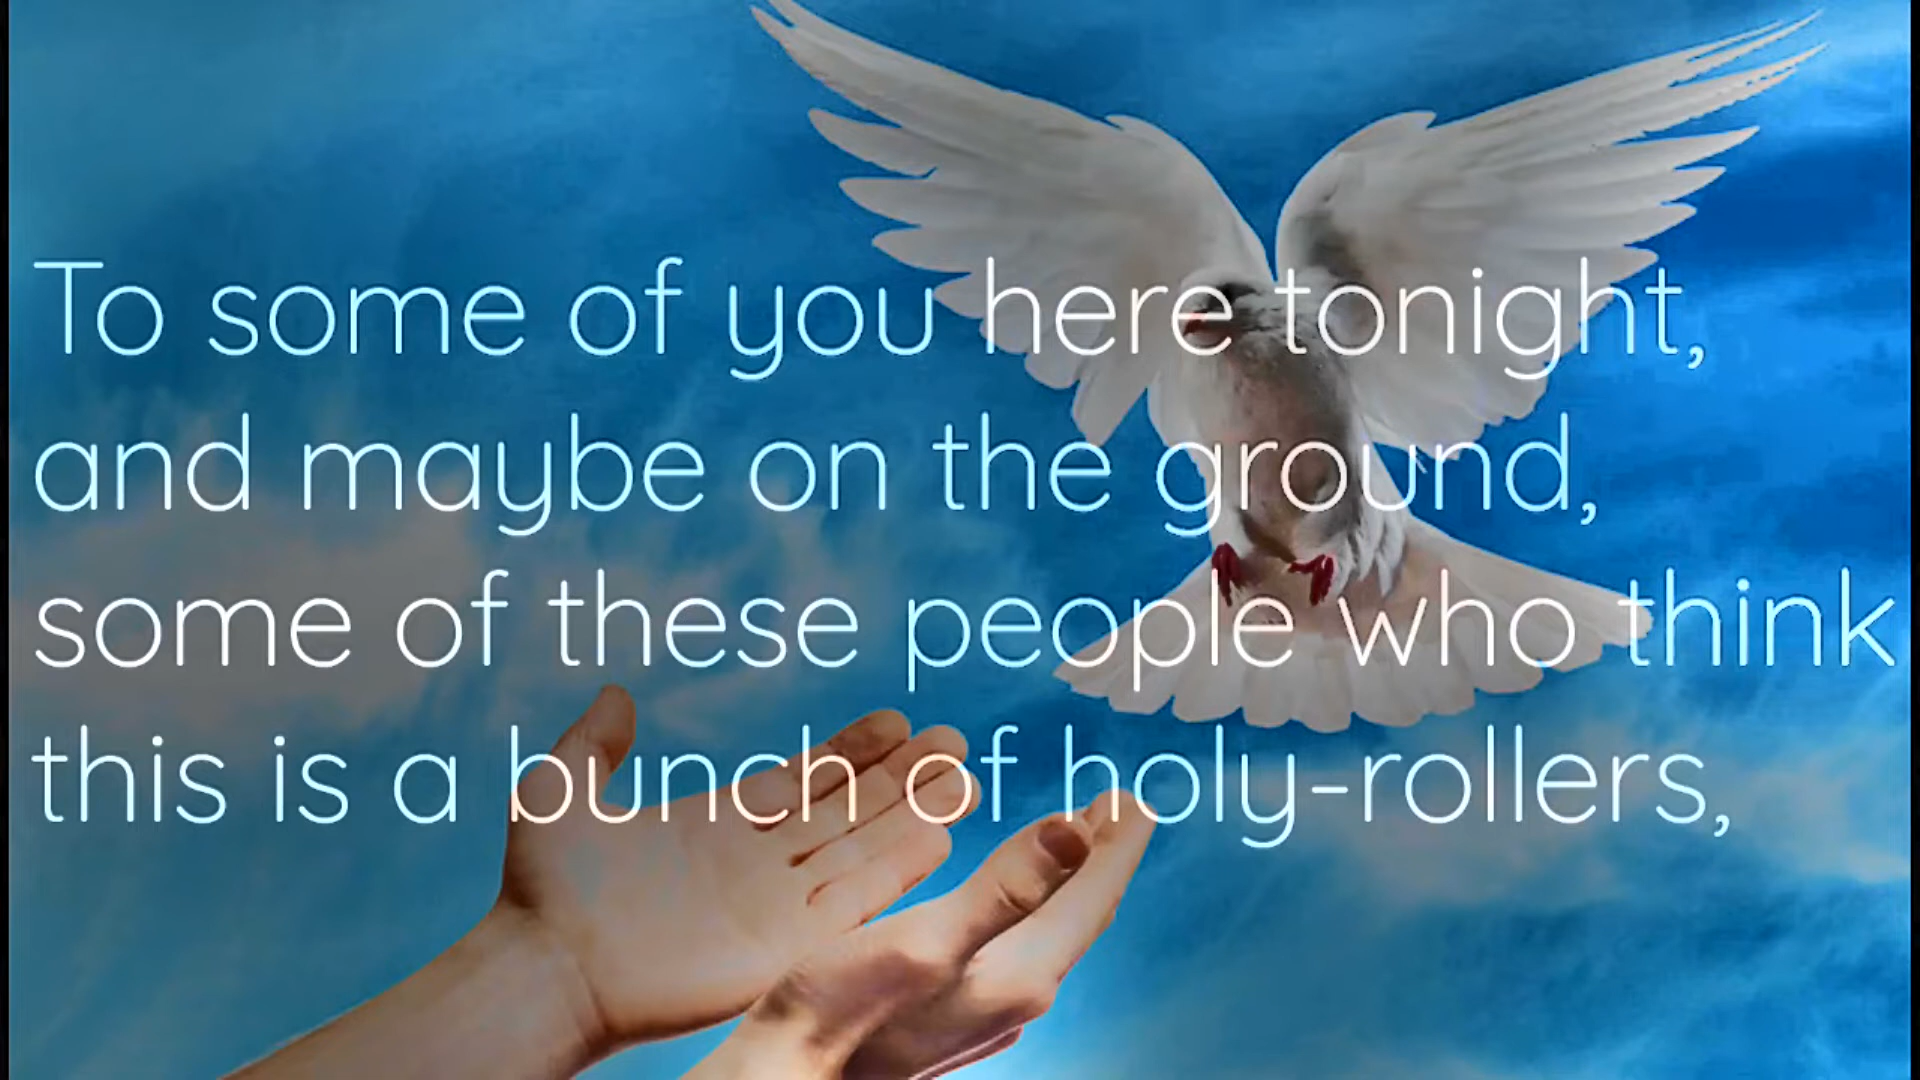 To some of you here tonight,
and maybe on the ground,
some of these people who think
this is a bunch of holy-rollers,